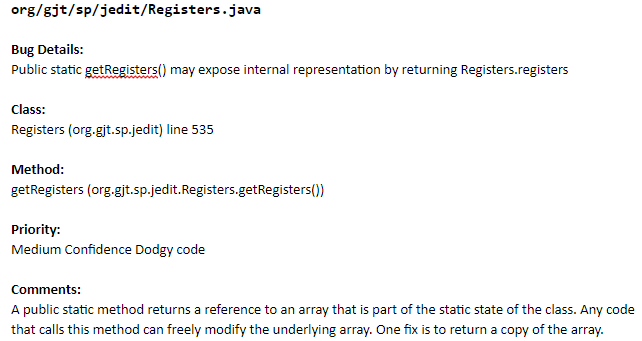 org/gjt/sp/jedit/Registers.java
Bug Details:
Public static getRegisters() may expose internal representation by returning Registers.registers
Class:
Registers (org.gjt.sp.jedit) line 535
Method:
getRegisters (org.gjt.sp.jedit.Registers.getRegisters())
Priority:
Medium Confidence Dodgy code
Comments:
A public static method returns a reference to an array that is part of the static state of the class. Any code
that calls this method can freely modify the underlying array. One fix is to return a copy of the array.